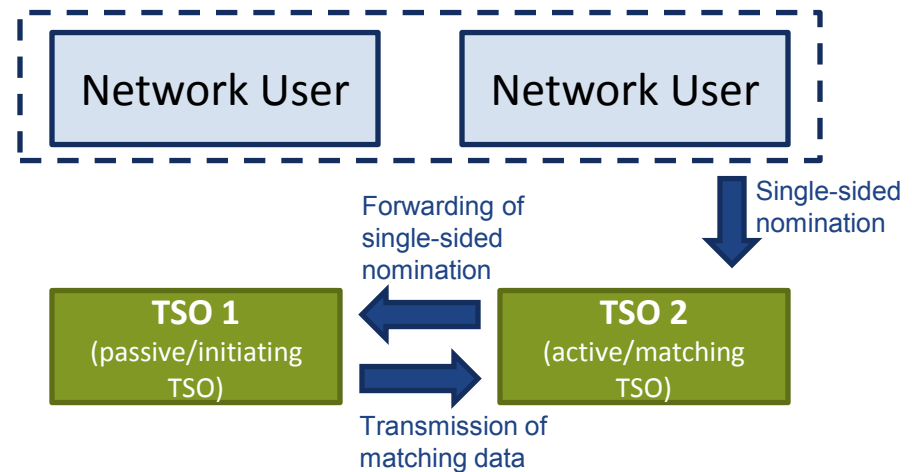 Network User
Network User
Single-sided
nomination
Forwarding of
single-sided
nomination
TSO 1
(passive/initiating
TSO)
TSO 2
(active/matching
TSO)
Transmission of
matching data